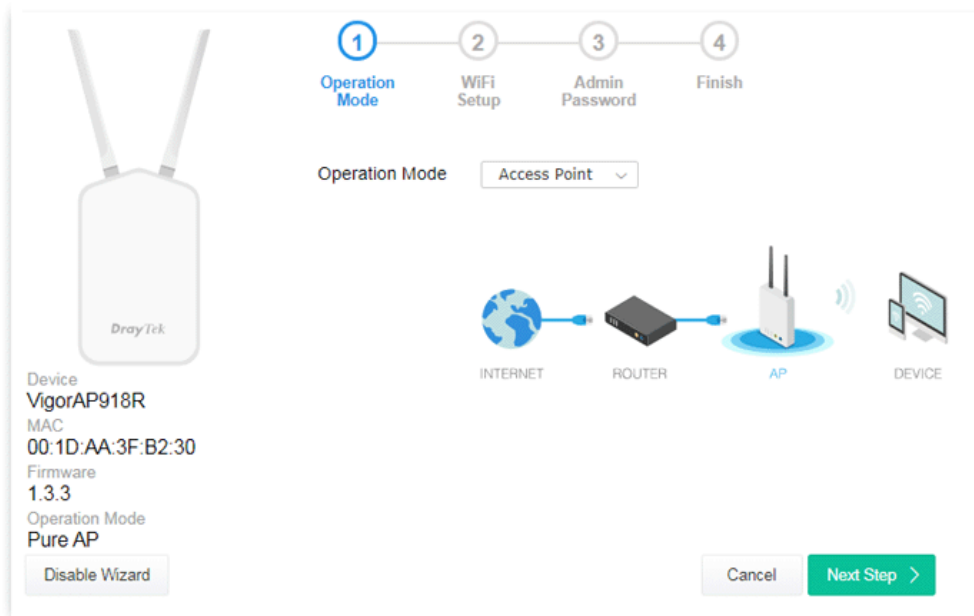 1
2
3
4
Operation
Mode
WiFi
Setup
Admin
Password
Finish
Operation Mode
Access Point
DrayTek
INTERNET
ROUTER
AP
DEVICE
Device
VigorAP918R
MAC
00:1D:AA:3F:B2:30
Firmware
1.3.3
Operation Mode
Pure AP
Disable Wizard
Cancel
Next Step